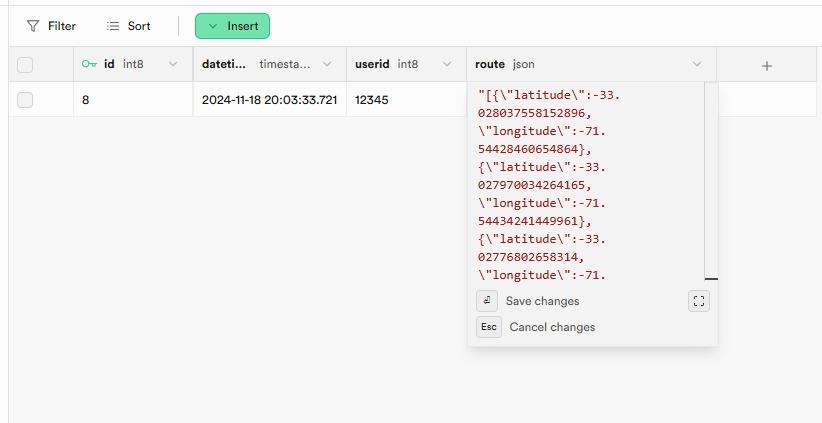 Filter Sort Insert
id int8 dateti... timesta... userid int8 route json +
8 2024-11-18 20:03:33.721 12345
"[{\"latitude\":-33.
028037558152896,
\"longitude\":-71.
54428460654864},
{\"latitude\":-33.
027970034264165,
\"longitude\":-71.
54434241449961},
{\"latitude\":-33.
02776802658314,
\"longitude\":-71.
Save changes
Esc Cancel changes